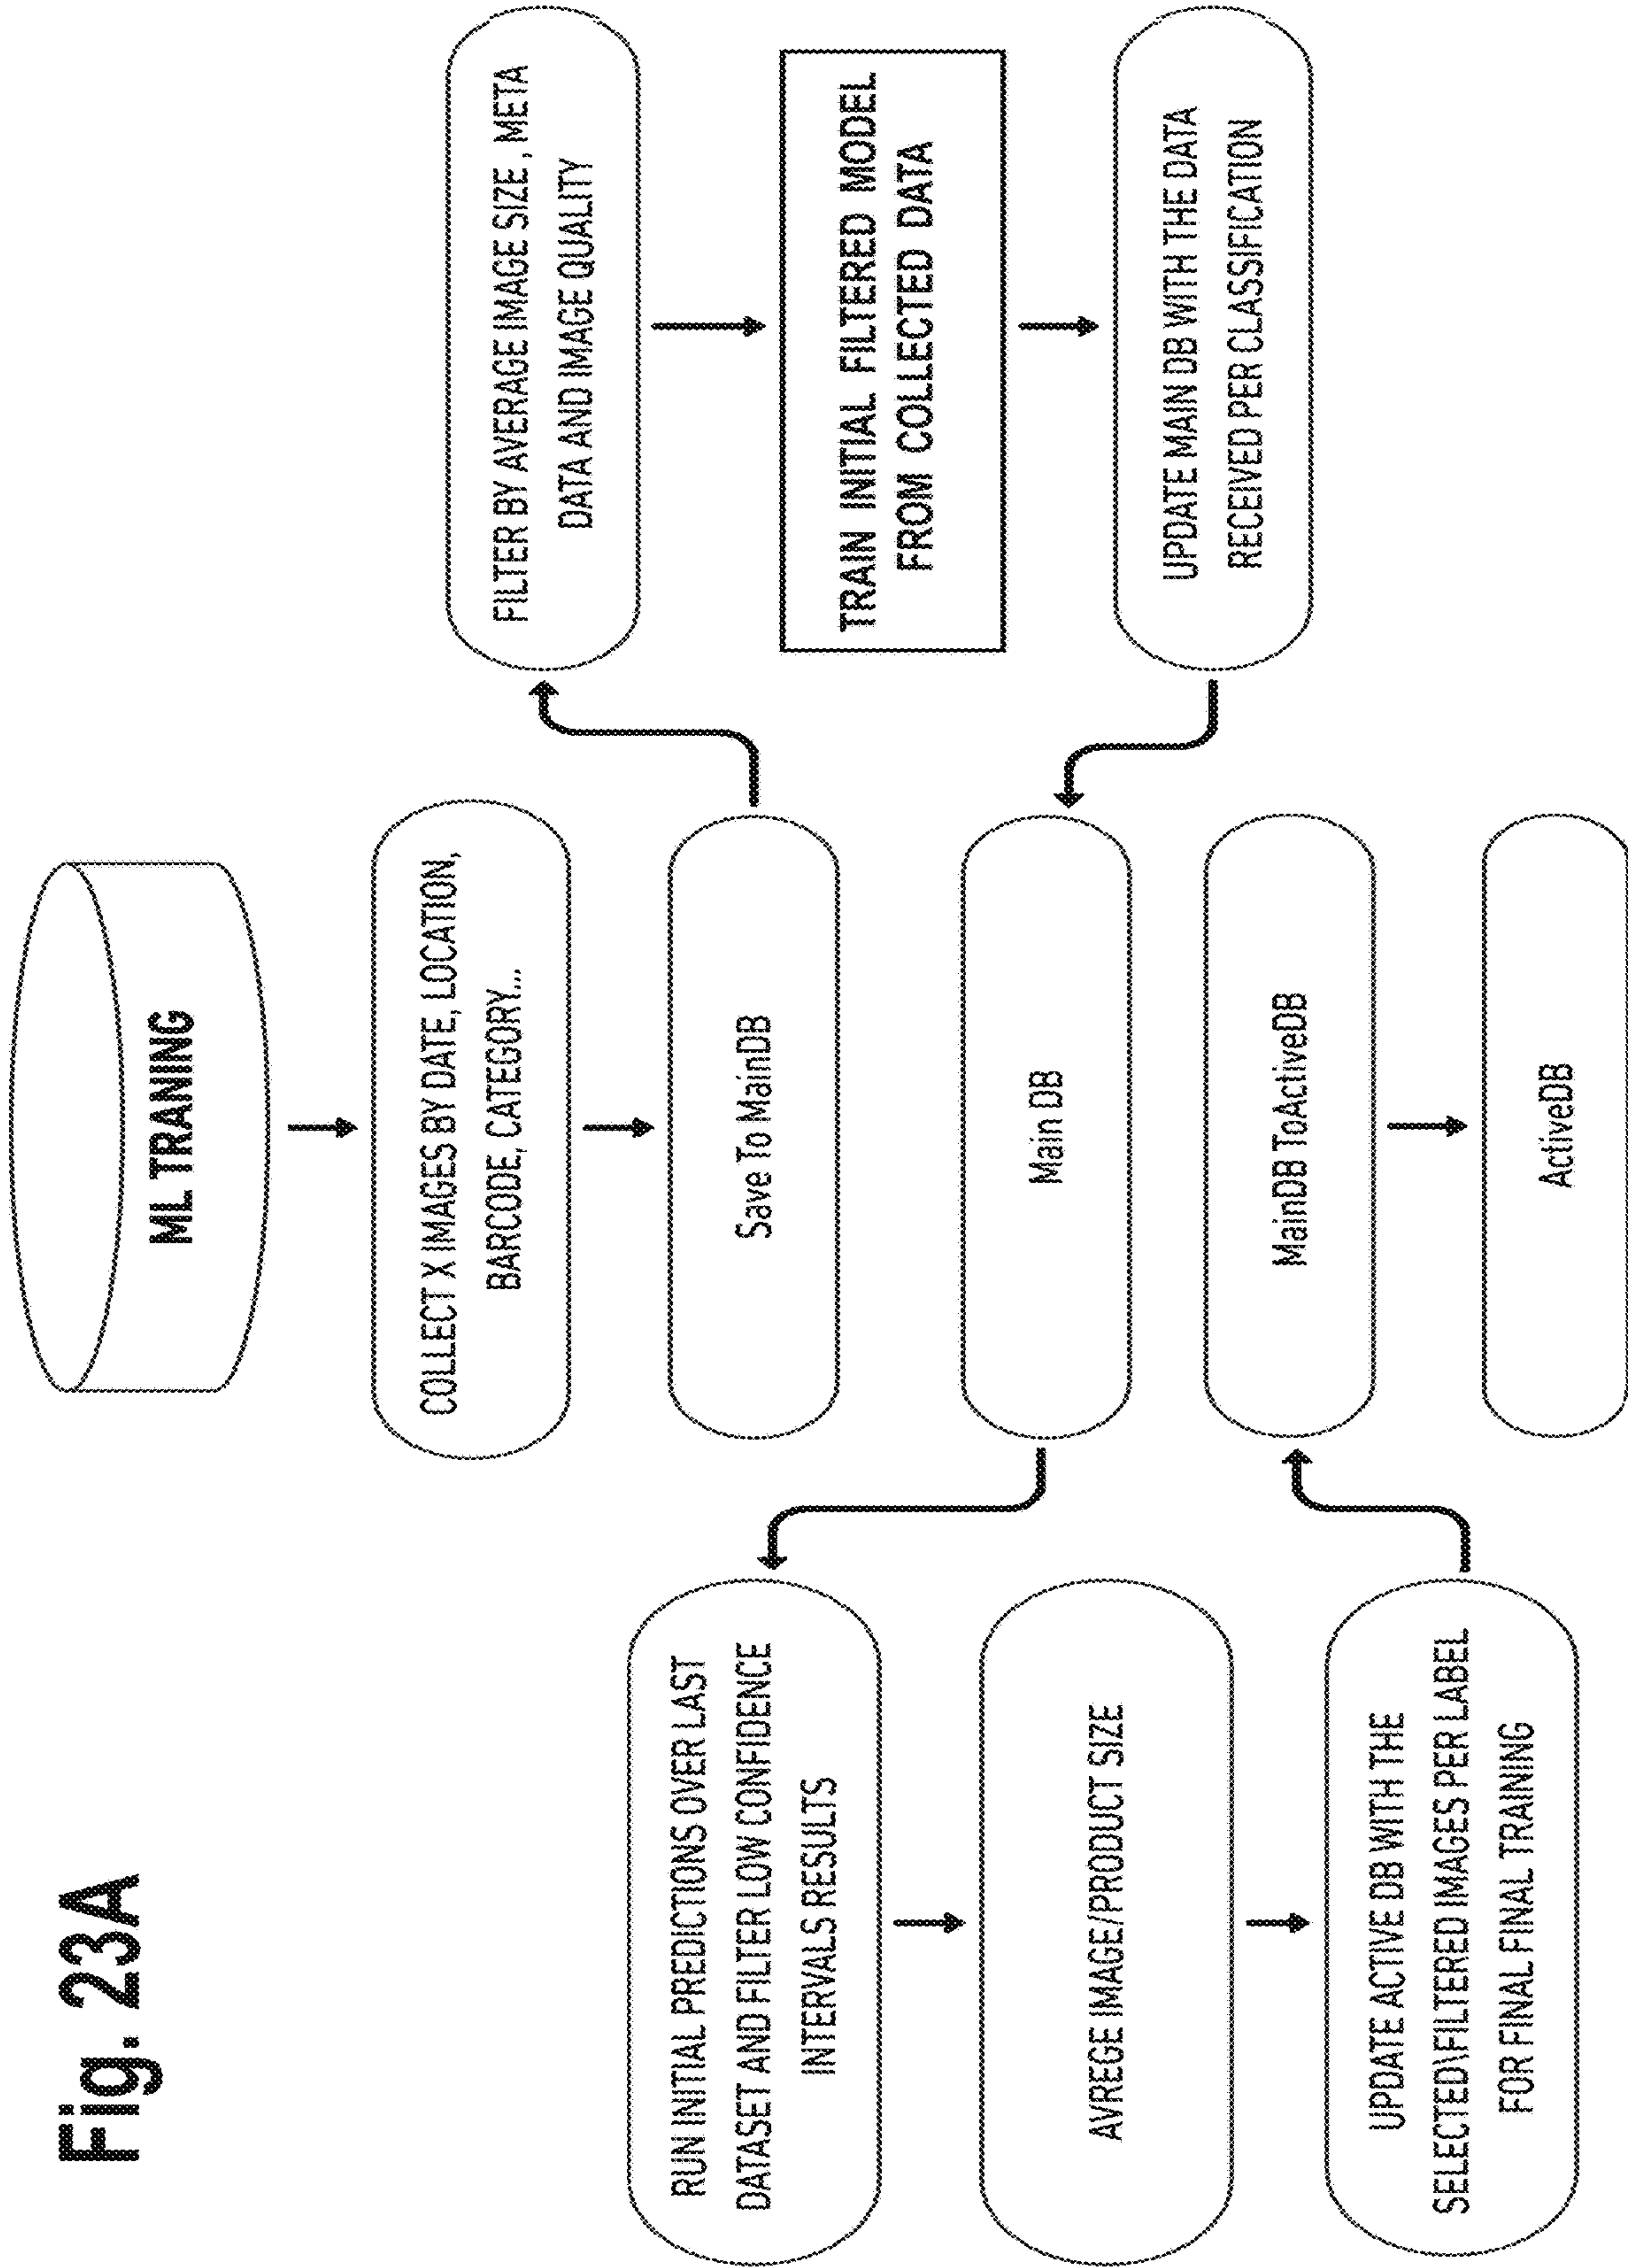 Fig. 23A
ML TRANING
COLLECT X IMAGES BY DATE, LOCATION,
BARCODE, CATEGORY...
Save To MainDB
FILTER BY AVERAGE IMAGE SIZE , META
DATA AND IMAGE QUALITY
TRAIN INITIAL FILTERED MODEL
FROM COLLECTED DATA
UPDATE MAIN DB WITH THE DATA
RECEIVED PER CLASSIFICATION
Main DB
RUN INITIAL PREDICTIONS OVER LAST
DATASET AND FILTER LOW CONFIDENCE
INTERVALS RESULTS
AVREGE IMAGE/PRODUCT SIZE
UPDATE ACTIVE DB WITH THE
SELECTED\FILTERED IMAGES PER LABEL
FOR FINAL FINAL TRAINING
MainDB ToActiveDB
ActiveDB